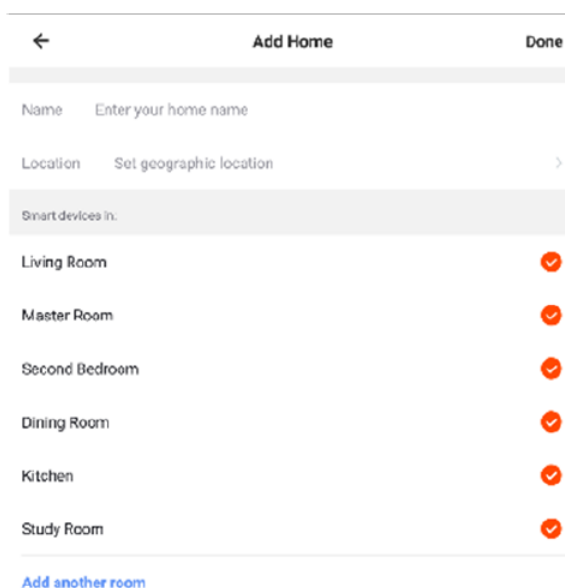 Add Home Done
Name Enter your home name
Location Set geographic location
Smart devices in:
Living Room
Master Room
Second Bedroom
Dining Room
Kitchen
Study Room
Add another room